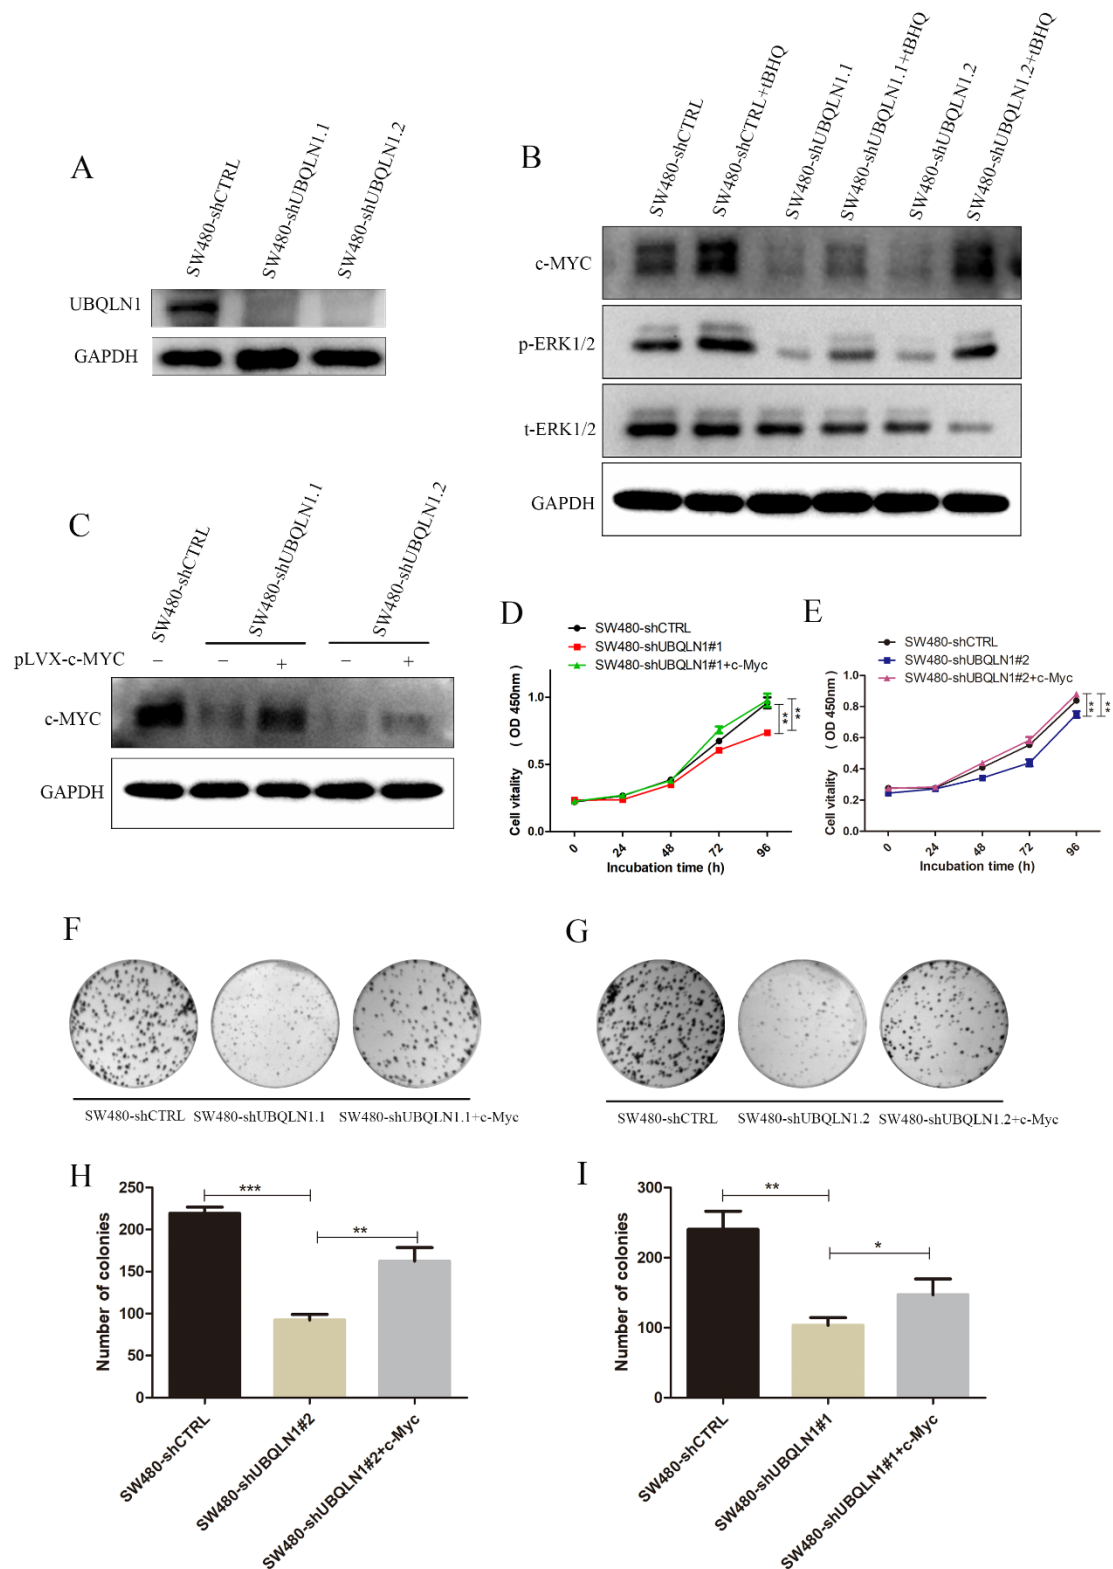 A
SW480-shCTRL
SW480-shUBQLN1.1
SW480-shUBQLN1.2
UBQLN1
GAPDH
B
SW480-shCTRL
SW480-shCTRL+tBHQ
SW480-shUBQLN1.1
SW480-shUBQLN1.1+tBHQ
SW480-shUBQLN1.2
SW480-shUBQLN1.2+tBHQ
c-MYC
p-ERK1/2
t-ERK1/2
GAPDH
C
SW480-shCTRL
SW480-shUBQLN1.1
SW480-shUBQLN1.2
pLVX-c-MYC − − + − +
c-MYC
GAPDH
D
SW480-shCTRL
SW480-shUBQLN1#1
SW480-shUBQLN1#1+c-Myc
Cell vitality ( OD 450nm)
1.0
0.5
0.0
0 24 48 72 96
Incubation time (h)
** **
E
SW480-shCTRL
SW480-shUBQLN1#2
SW480-shUBQLN1#2+c-Myc
Cell vitality ( OD 450nm)
1.0
0.8
0.6
0.4
0.2
0.0
0 24 48 72 96
Incubation time (h)
** **
F
SW480-shCTRL SW480-shUBQLN1.1 SW480-shUBQLN1.1+c-Myc
G
SW480-shCTRL SW480-shUBQLN1.2 SW480-shUBQLN1.2+c-Myc
H
Number of colonies
250
200
150
100
50
0
***
**
SW480-shCTRL
SW480-shUBQLN1#2
SW480-shUBQLN1#2+c-Myc
I
Number of colonies
300
200
100
0
**
*
SW480-shCTRL
SW480-shUBQLN1#1
SW480-shUBQLN1#1+c-Myc